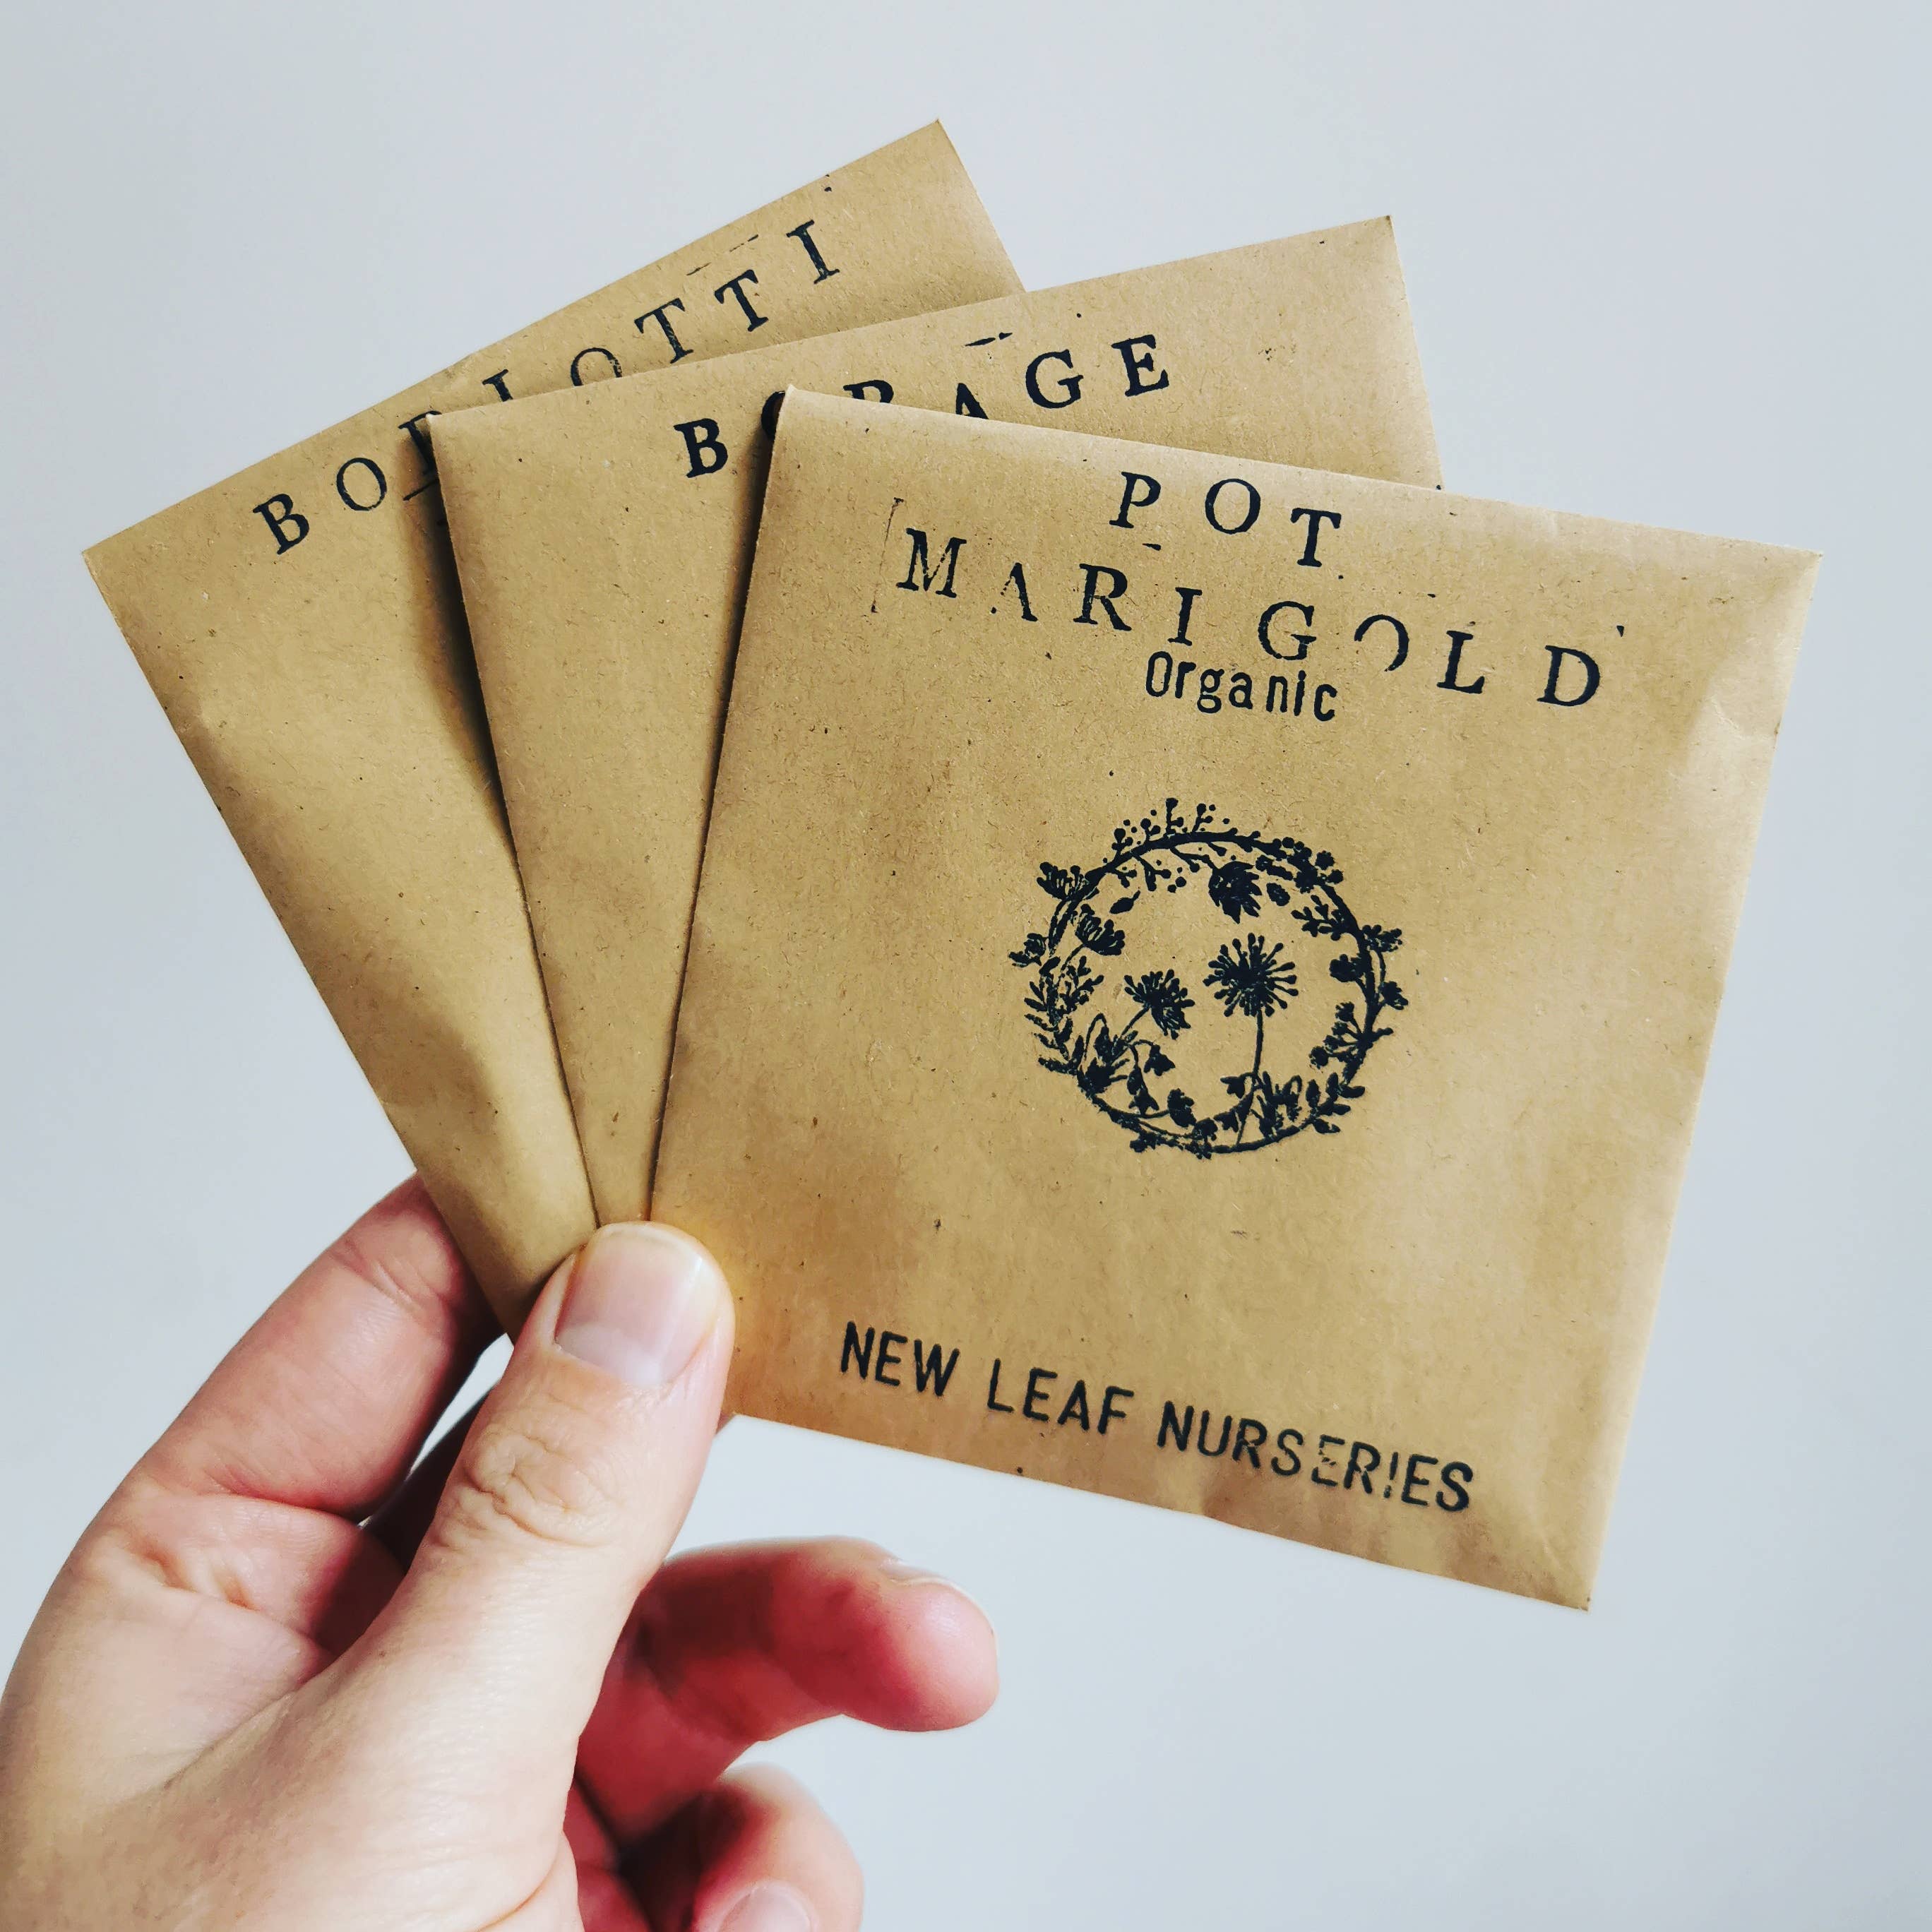 BORLOTTI
BORAGE
POT
MARIGOLD
Organic
NEW LEAF NURSERIES